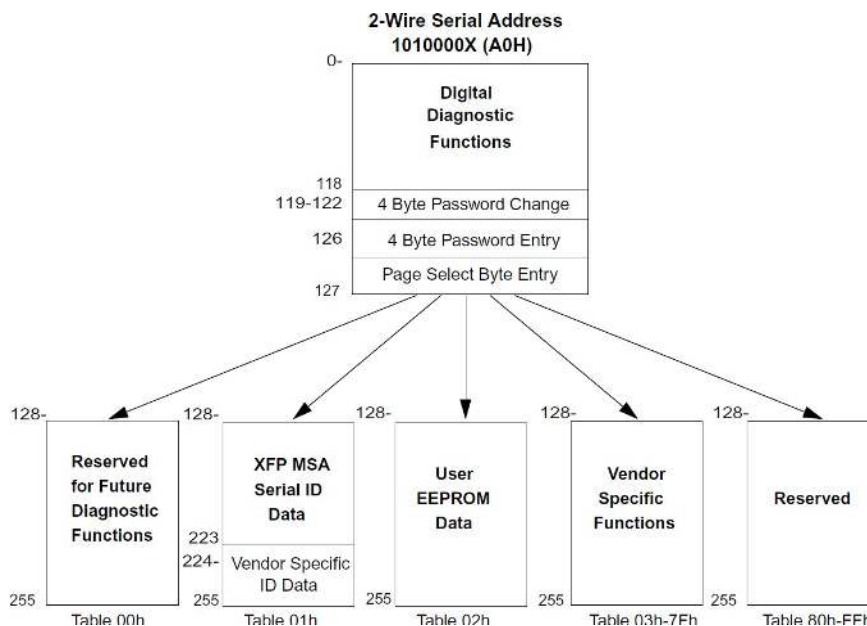 2-Wire Serial Address
1010000X (A0H)
0-
Digital
Diagnostic
Functions
118
119-122
4 Byte Password Change
126
4 Byte Password Entry
Page Select Byte Entry
127
128-
Reserved
for Future
Diagnostic
Functions
255
Table 00h
128-
XFP MSA
Serial ID
Data
223
224-
Vendor Specific
ID Data
255
Table 01h
128-
User
EEPROM
Data
255
Table 02h
128-
Vendor
Specific
Functions
255
Table 03h-7Fh
128-
Reserved
255
Table 80h-FFh